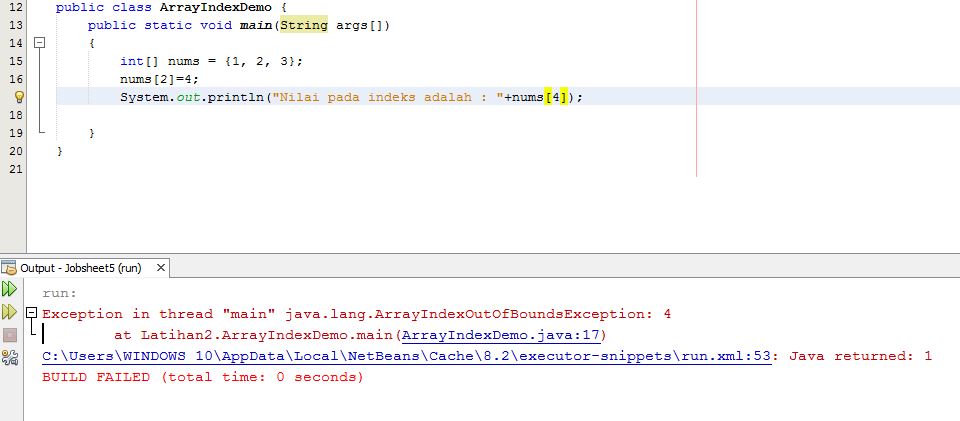 12 public class ArrayIndexDemo {
13 public static void main(String args[])
14 {
15 int[] nums = {1, 2, 3};
16 nums[2]=4;
System.out.println("Nilai pada indeks adalah : "+nums[4]);
18
19 }
20 }
21
Output - Jobsheet5 (run)
run:
Exception in thread "main" java.lang.ArrayIndexOutOfBoundsException: 4
at Latihan2.ArrayIndexDemo.main(ArrayIndexDemo.java:17)
C:\Users\WINDOWS 10\AppData\Local\NetBeans\Cache\8.2\executor-snippets\run.xml:53: Java returned: 1
BUILD FAILED (total time: 0 seconds)